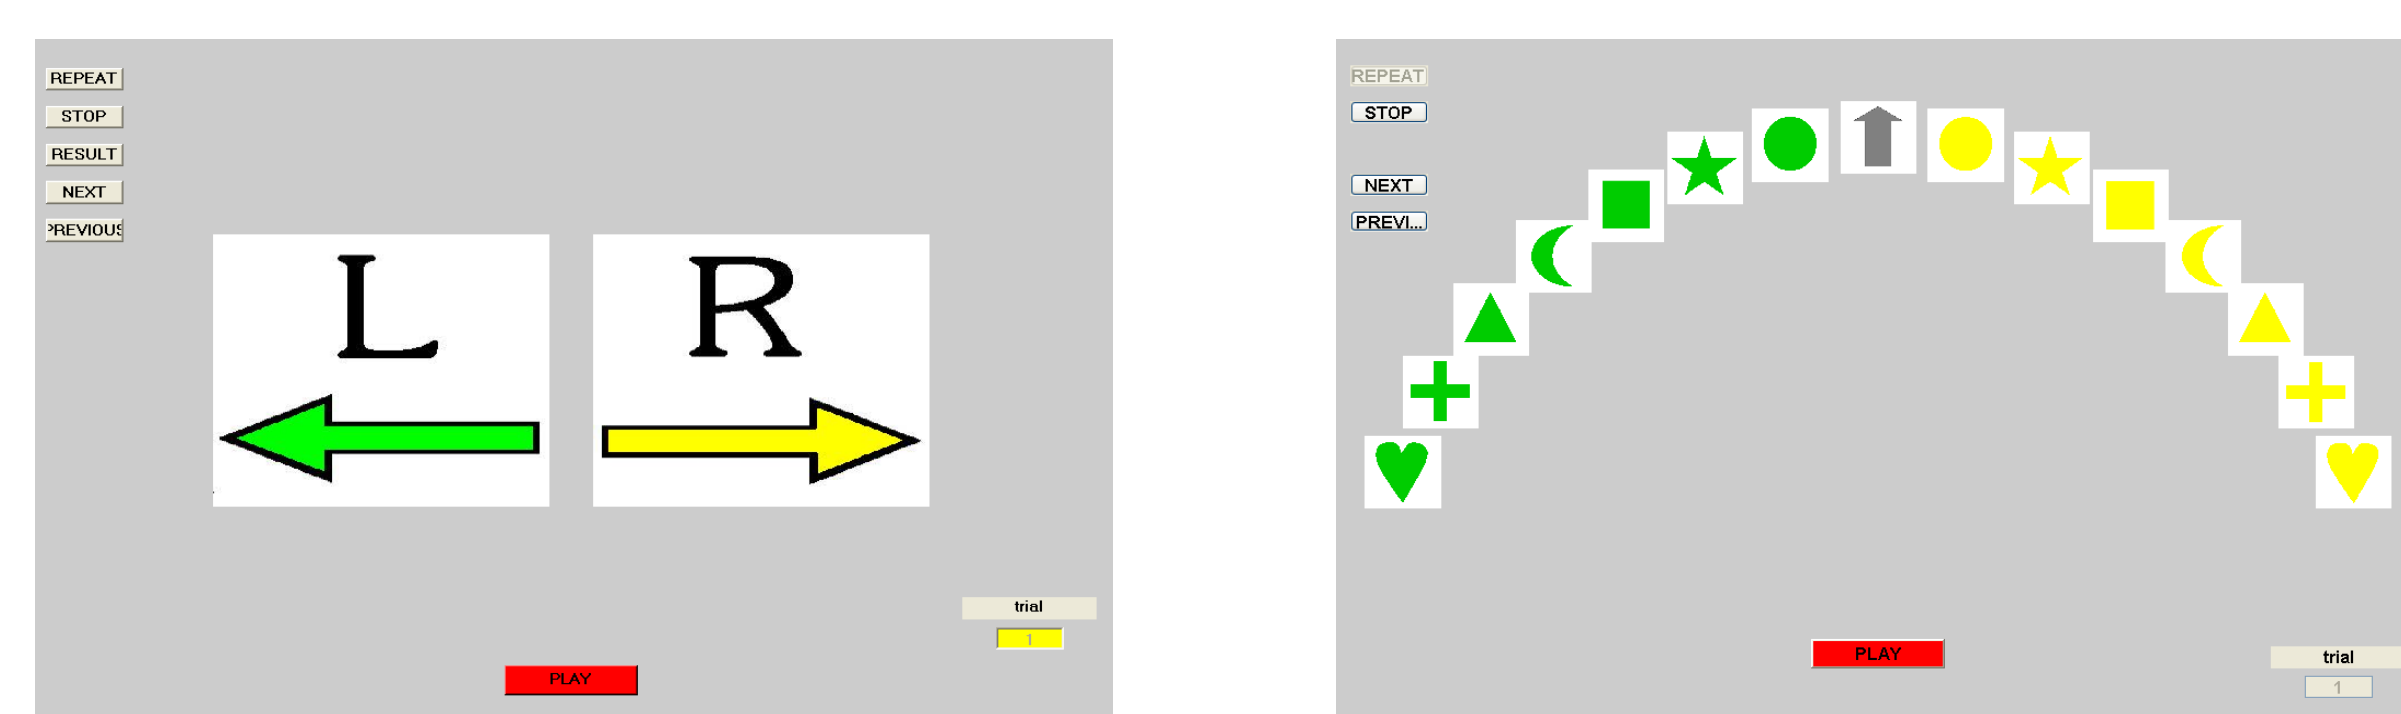 REPEAT
STOP
RESULT
NEXT
PREVIOUS
L
R
trial
1
PLAY
REPEAT
STOP
NEXT
PREVI...
PLAY
trial
1